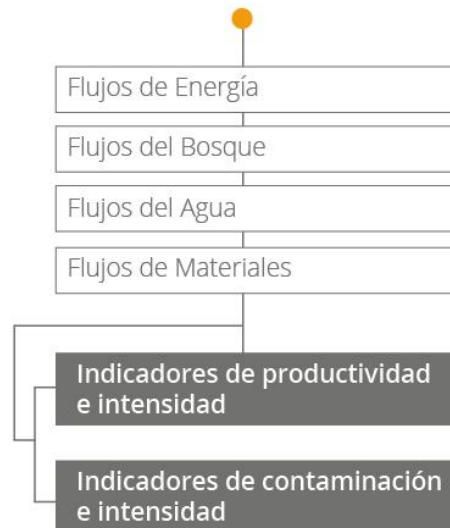 Flujos de Energía
Flujos del Bosque
Flujos del Agua
Flujos de Materiales
Indicadores de productividad
e intensidad
Indicadores de contaminación
e intensidad